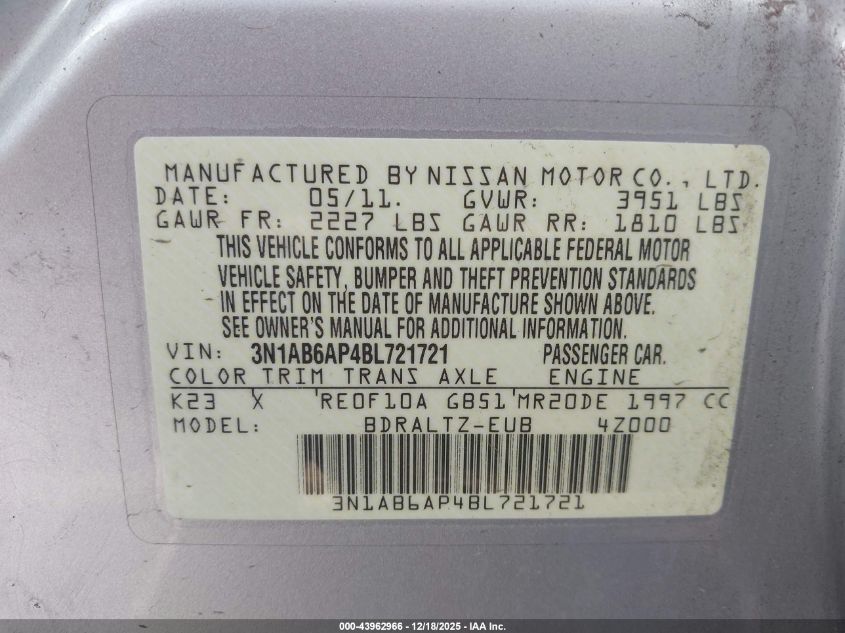 MANUFACTURED BY NISSAN MOTOR CO., LTD.
DATE: 05/11. GVWR: 3951 LBS
GAWR FR: 2227 LBS GAWR RR: 1810 LBS
THIS VEHICLE CONFORMS TO ALL APPLICABLE FEDERAL MOTOR
VEHICLE SAFETY, BUMPER AND THEFT PREVENTION STANDARDS
IN EFFECT ON THE DATE OF MANUFACTURE SHOWN ABOVE.
SEE OWNER'S MANUAL FOR ADDITIONAL INFORMATION.
VIN: 3N1AB6AP4BL721721 PASSENGER CAR.
COLOR TRIM TRANS AXLE ENGINE
K23 X RE0F10A GB51 MR20DE 1997 CC
MODEL: BDRALTZ-EUB 4Z000
3N1AB6AP4BL721721
000-43962966 - 12/18/2025 - IAA Inc.